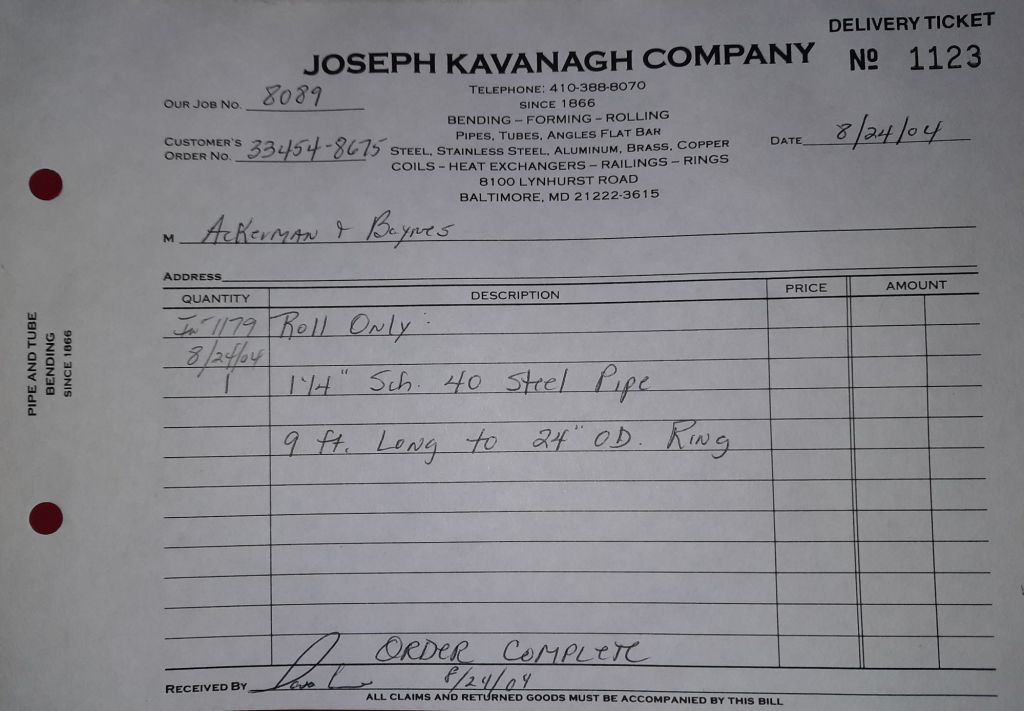 DELIVERY TICKET
JOSEPH KAVANAGH COMPANY
Nº 1123
TELEPHONE: 410-388-8070
SINCE 1866
BENDING – FORMING – ROLLING
PIPES, TUBES, ANGLES FLAT BAR
STEEL, STAINLESS STEEL, ALUMINUM, BRASS, COPPER
COILS – HEAT EXCHANGERS – RAILINGS – RINGS
8100 LYNHURST ROAD
BALTIMORE, MD 21222-3615
OUR JOB NO. 8089
CUSTOMER'S
ORDER NO. 33454-8675
DATE 8/24/04
M Ackerman & Baynes
ADDRESS
QUANTITY DESCRIPTION PRICE AMOUNT
1179 Roll Only
8/24/04
1 1 1/4" Sch. 40 Steel Pipe
9 ft. Long to 24" OD. Ring
ORDER COMPLETE
RECEIVED BY 8/24/04
ALL CLAIMS AND RETURNED GOODS MUST BE ACCOMPANIED BY THIS BILL
PIPE AND TUBE
BENDING
SINCE 1866